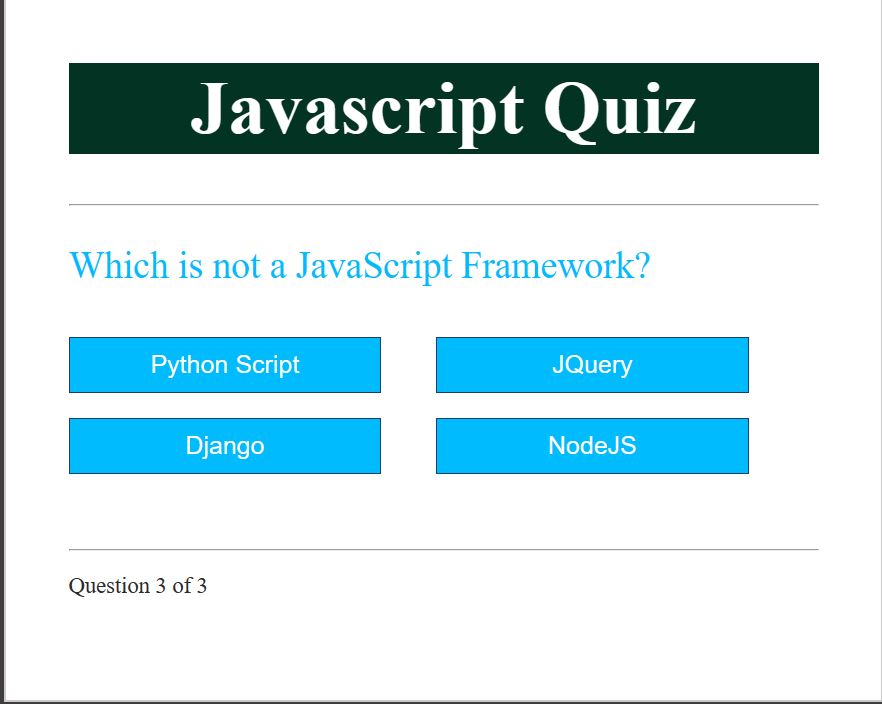 Javascript Quiz
Which is not a JavaScript Framework?
Python Script
JQuery
Django
NodeJS
Question 3 of 3